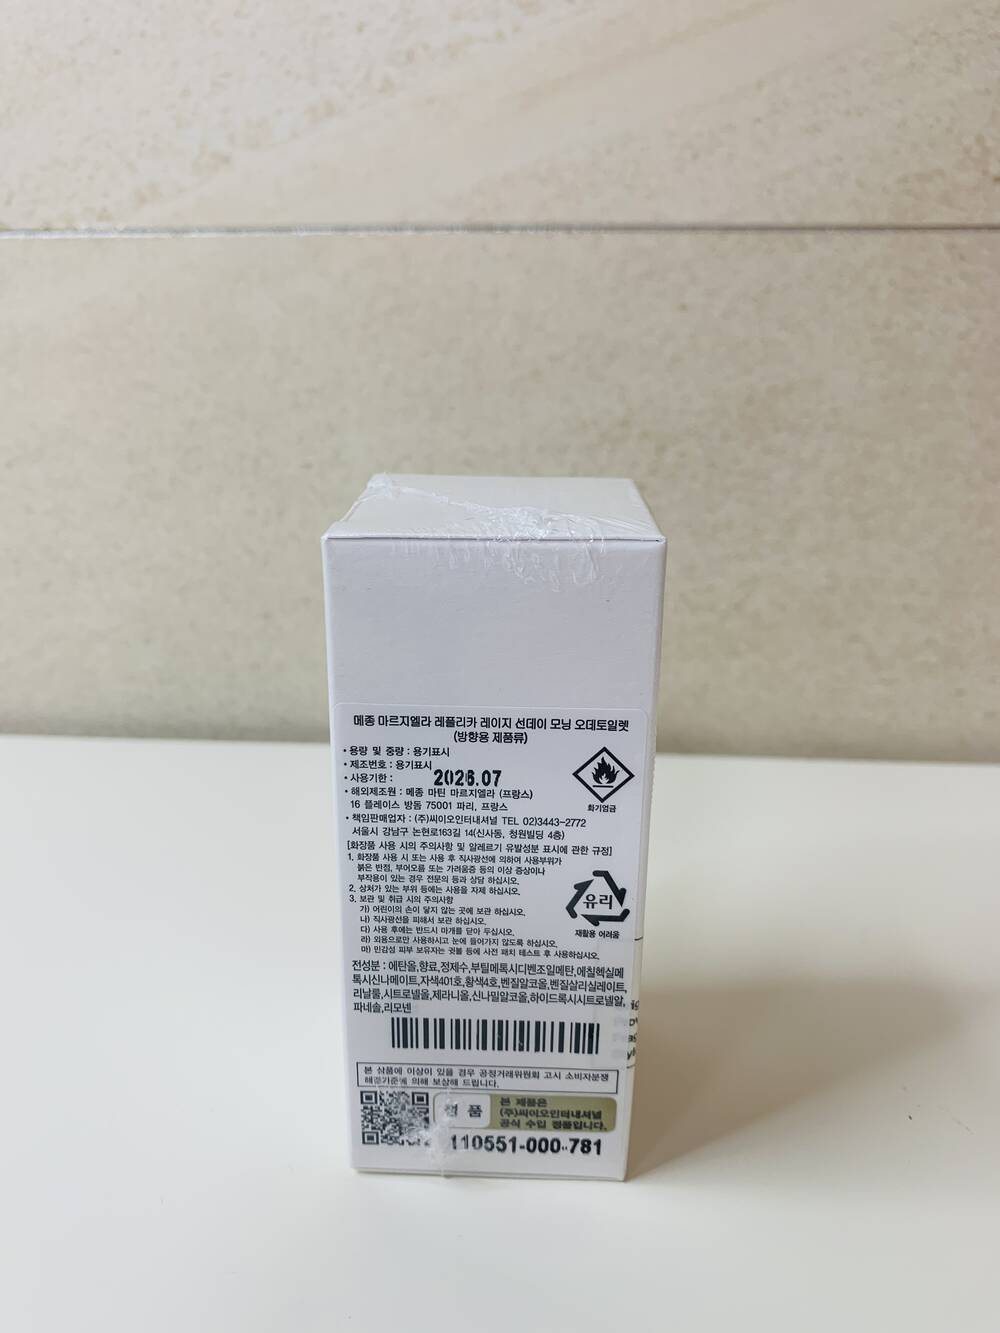 메종 마르지엘라 레플리카 레이지 선데이 모닝 오데토일렛
(방향용 제품류)
• 용량 및 중량 : 용기표시
• 제조번호 : 용기표시
• 사용기한 : 2026.07
• 해외제조원 : 메종 마틴 마르지엘라 (프랑스)
16 플레이스 방돔 75001 파리, 프랑스
화기엄금
• 책임판매업자 : (주)씨이오인터내셔널 TEL 02)3443-2772
서울시 강남구 논현로163길 14(신사동, 청원빌딩 4층)
[화장품 사용 시의 주의사항 및 알레르기 유발성분 표시에 관한 규정]
1. 화장품 사용 시 또는 사용 후 직사광선에 의하여 사용부위가
붉은 반점, 부어오름 또는 가려움증 등의 이상 증상이나
부작용이 있는 경우 전문의 등과 상담 하십시오.
2. 상처가 있는 부위 등에는 사용을 자제 하십시오.
3. 보관 및 취급 시의 주의사항
가) 어린이의 손이 닿지 않는 곳에 보관 하십시오.
나) 직사광선을 피해서 보관 하십시오.
다) 사용 후에는 반드시 마개를 닫아 두십시오.
라) 외용으로만 사용하시고 눈에 들어가지 않도록 하십시오.
마) 민감성 피부 보유자는 귓볼 등에 사전 패치 테스트 후 사용하십시오.
유리
재활용 어려움
전성분 : 에탄올,향료,정제수,부틸메톡시디벤조일메탄,에칠헥실메
톡시신나메이트,자색401호,황색4호,벤질알코올,벤질살리실레이트,
리날룰,시트로넬올,제라니올,신나밀알코올,하이드록시시트로넬알,
파네솔,리모넨
본 상품에 이상이 있을 경우 공정거래위원회 고시 소비자분쟁
해결기준에 의해 보상해 드립니다.
정품
본 제품은
(주)씨이오인터내셔널
공식 수입 정품입니다.
110551-000-781